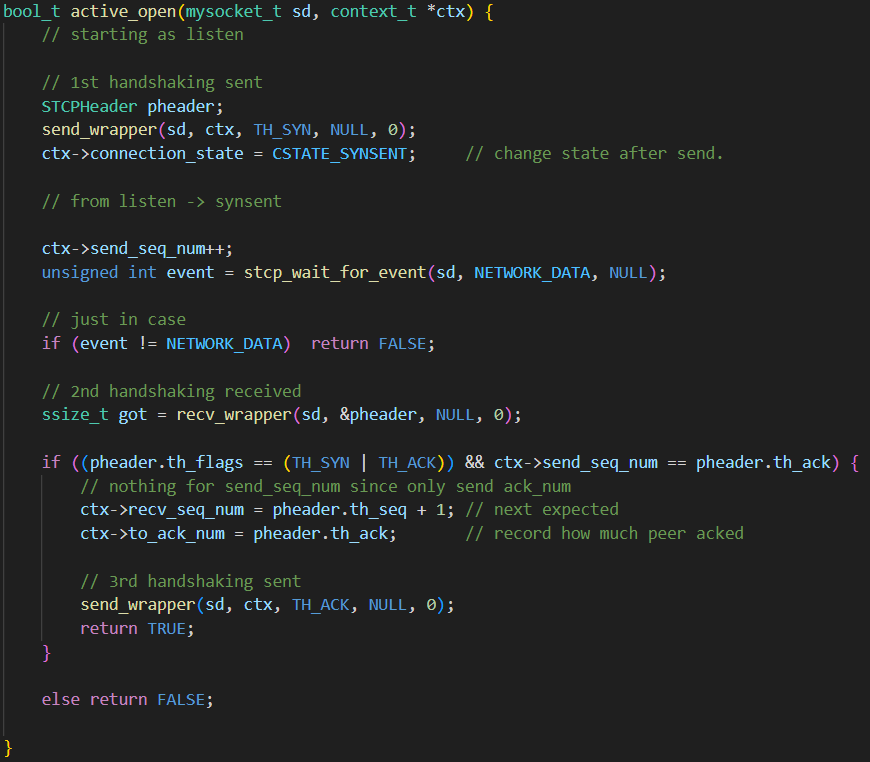 bool_t active_open(mysocket_t sd, context_t *ctx) {
    // starting as listen

    // 1st handshaking sent
    STCPHeader pheader;
    send_wrapper(sd, ctx, TH_SYN, NULL, 0);
    ctx->connection_state = CSTATE_SYNSENT;     // change state after send.

    // from listen -> synsent

    ctx->send_seq_num++;
    unsigned int event = stcp_wait_for_event(sd, NETWORK_DATA, NULL);

    // just in case
    if (event != NETWORK_DATA)  return FALSE;

    // 2nd handshaking received
    ssize_t got = recv_wrapper(sd, &pheader, NULL, 0);

    if ((pheader.th_flags == (TH_SYN | TH_ACK)) && ctx->send_seq_num == pheader.th_ack) {
        // nothing for send_seq_num since only send ack_num
        ctx->recv_seq_num = pheader.th_seq + 1; // next expected
        ctx->to_ack_num = pheader.th_ack;       // record how much peer acked

        // 3rd handshaking sent
        send_wrapper(sd, ctx, TH_ACK, NULL, 0);
        return TRUE;
    }

    else return FALSE;

}